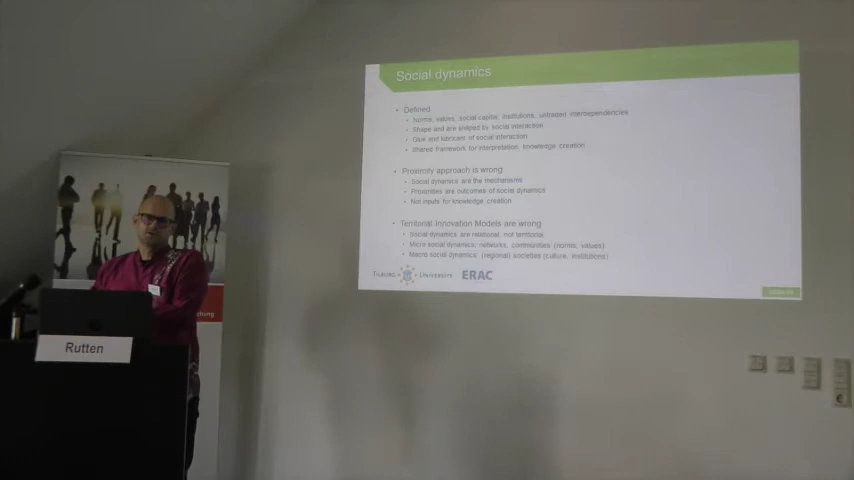 Social dynamics
• Defined
• Norms, values, social capital, institutions, untraded interdependencies
• Shape and are shaped by social interaction
• Glue and lubricant of social interaction
• Shared framework for interpretation, knowledge creation
• Proximity approach is wrong
• Social dynamics are the mechanisms
• Proximities are outcomes of social dynamics
• Not inputs for knowledge creation
• Territorial Innovation Models are wrong
• Social dynamics are relational, not territorial
• Micro social dynamics: networks, communities (norms, values)
• Macro social dynamics: (regional) societies (culture, institutions)
TILBURG UNIVERSITY ERAC
Rutten